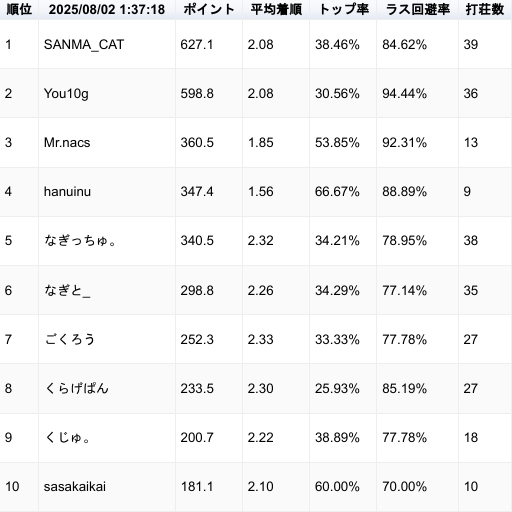 順位 2025/08/02 1:37:18 ポイント 平均着順 トップ率 ラス回避率 打荘数
1 SANMA_CAT 627.1 2.08 38.46% 84.62% 39
2 You10g 598.8 2.08 30.56% 94.44% 36
3 Mr.nacs 360.5 1.85 53.85% 92.31% 13
4 hanuinu 347.4 1.56 66.67% 88.89% 9
5 なぎっちゅ。 340.5 2.32 34.21% 78.95% 38
6 なぎと_ 298.8 2.26 34.29% 77.14% 35
7 ごくろう 252.3 2.33 33.33% 77.78% 27
8 くらげぱん 233.5 2.30 25.93% 85.19% 27
9 くじゅ。 200.7 2.22 38.89% 77.78% 18
10 sasakaikai 181.1 2.10 60.00% 70.00% 10